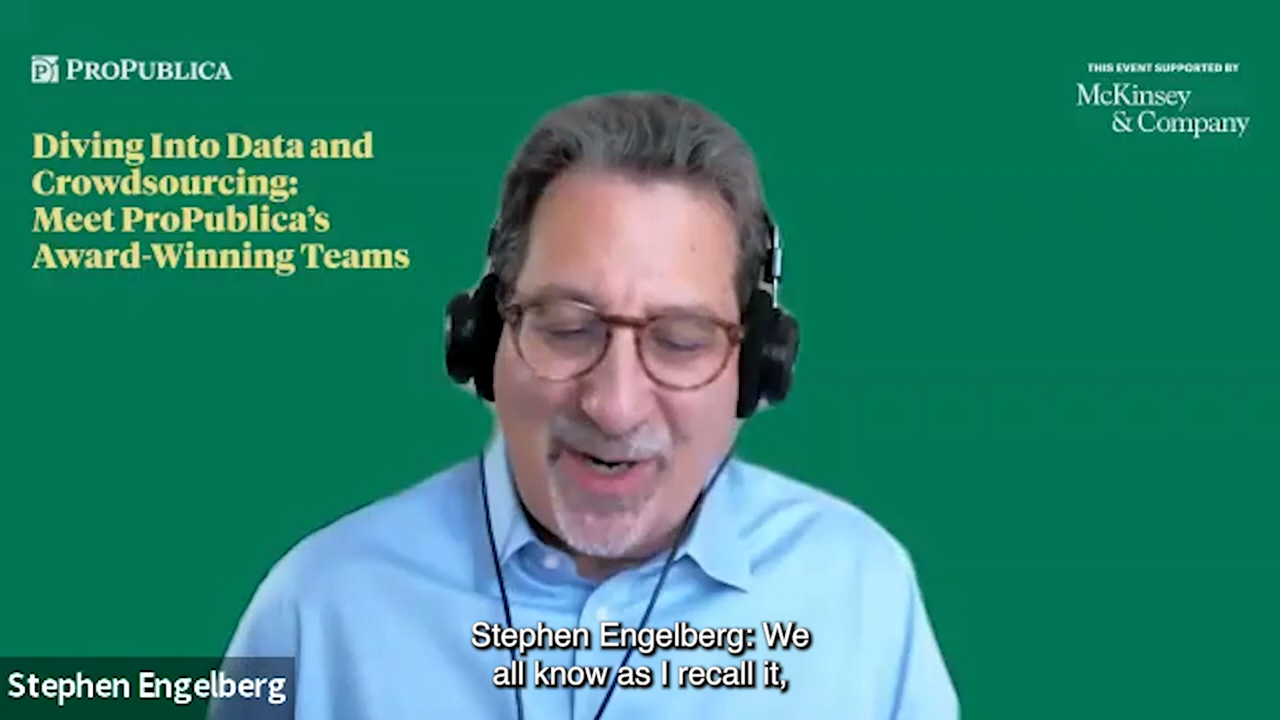 PROPUBLICA
THIS EVENT SUPPORTED BY
McKinsey
& Company
Diving Into Data and
Crowdsourcing:
Meet ProPublica's
Award-Winning Teams
Stephen Engelberg: We
all know as I recall it,
Stephen Engelberg